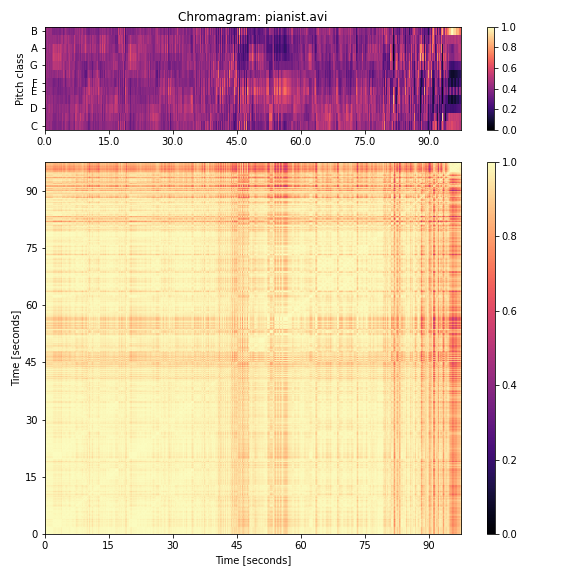 Chromagram: pianist.avi
Pitch class
B
A
G
F
E
D
C
0.0 15.0 30.0 45.0 60.0 75.0 90.0
1.0
0.8
0.6
0.4
0.2
0.0
Time [seconds]
90
75
60
45
30
15
0
0 15 30 45 60 75 90
Time [seconds]
1.0
0.8
0.6
0.4
0.2
0.0